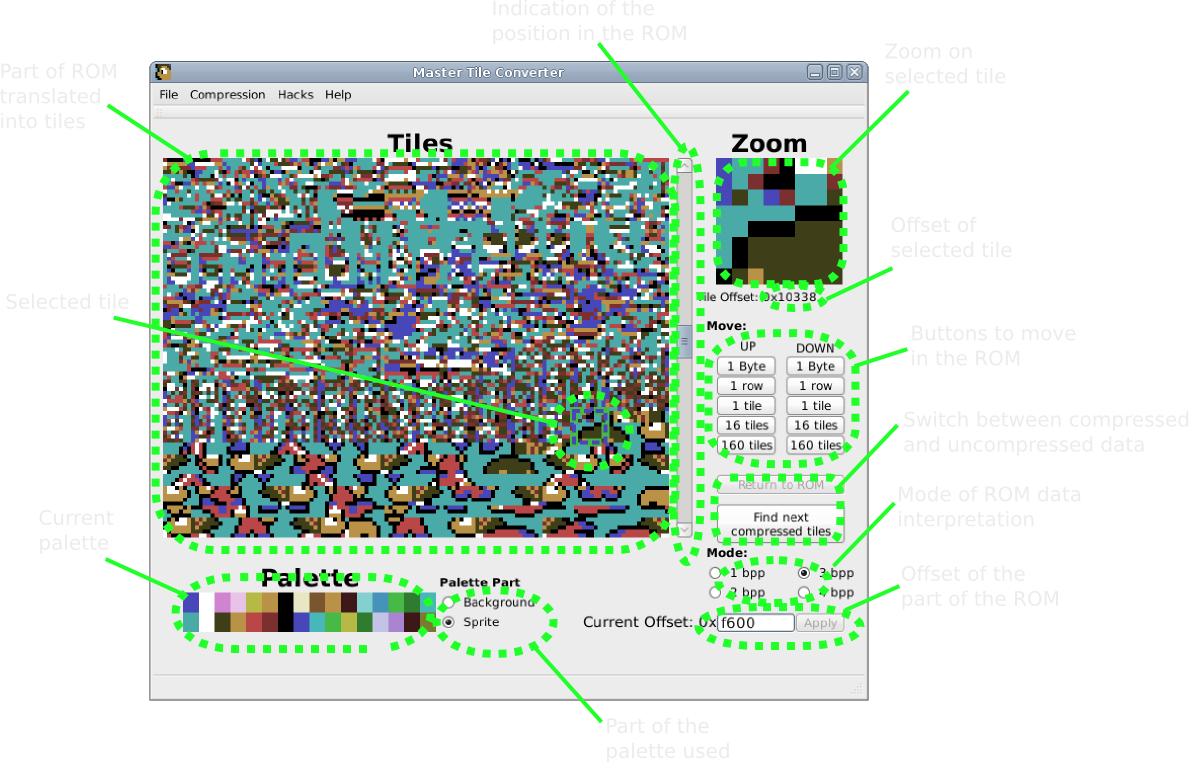 Indication of the
position in the ROM
Zoom on
selected tile
Part of ROM
translated
into tiles
Master Tile Converter
File Compression Hacks Help
Tiles
Zoom
Offset of
selected tile
Tile Offset: 0x10338
Selected tile
Move:
UP DOWN
1 Byte 1 Byte
1 row 1 row
1 tile 1 tile
16 tiles 16 tiles
160 tiles 160 tiles
Buttons to move
in the ROM
Switch between compressed
and uncompressed data
Return to ROM
Find next
compressed tiles
Mode of ROM data
interpretation
Mode:
1 bpp 3 bpp
2 bpp 4 bpp
Current
palette
Palette
Palette Part
Background
Sprite
Current Offset: 0x f600 Apply
Offset of the
part of the ROM
Part of the
palette used